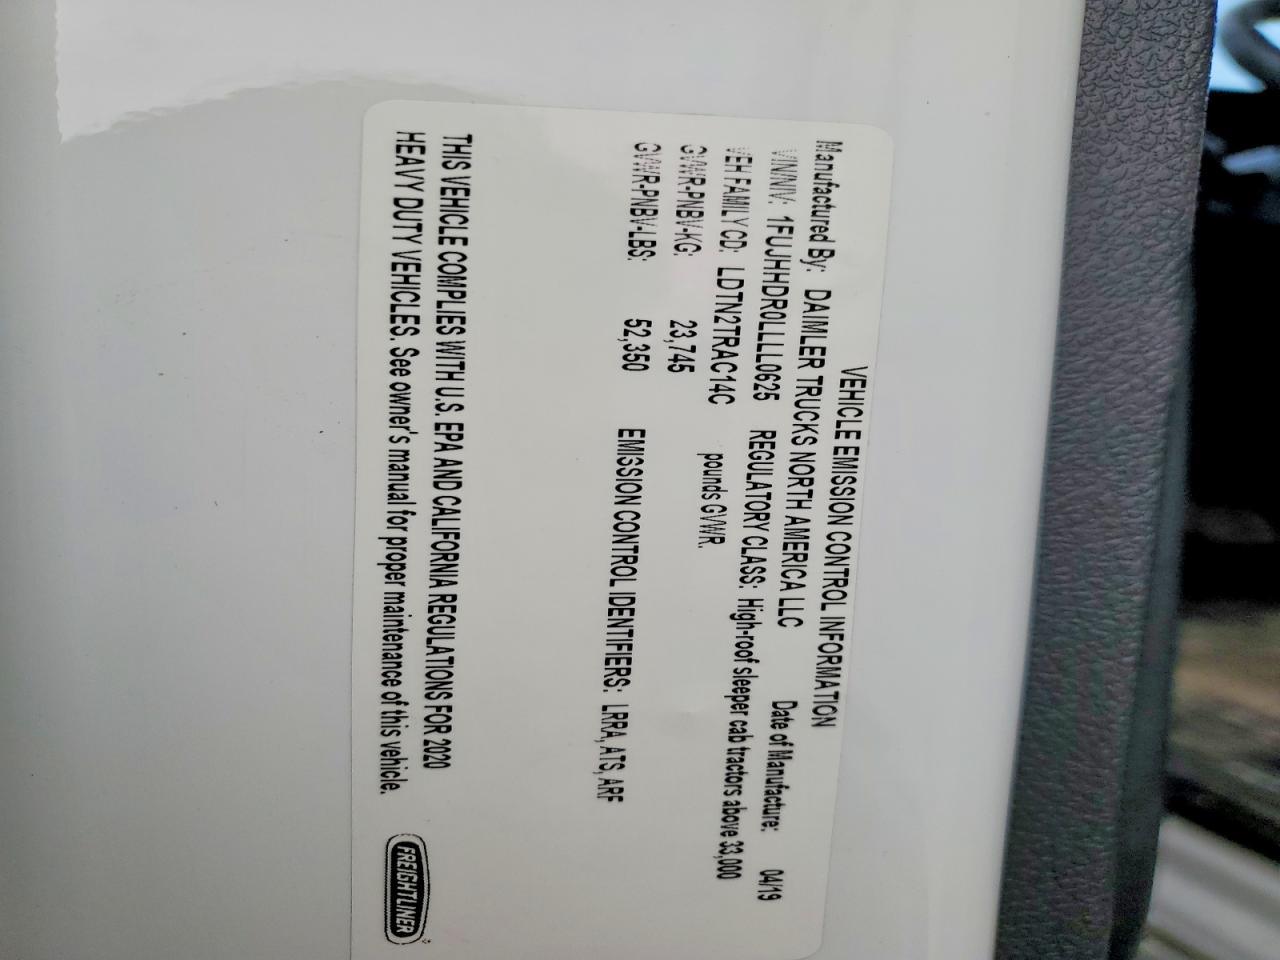 VEHICLE EMISSION CONTROL INFORMATION
Manufactured By: DAIMLER TRUCKS NORTH AMERICA LLC Date of Manufacture: 04/19
VIN/NIV: 1FUJHHDR0LLLL0625 REGULATORY CLASS: High-roof sleeper cab tractors above 33,000
VEH FAMILY CD: LDTN2TRAC14C pounds GVWR.
GVWR-PNBV-KG: 23,745
GVWR-PNBV-LBS: 52,350 EMISSION CONTROL IDENTIFIERS: LRRA, ATS, ARF
THIS VEHICLE COMPLIES WITH U.S. EPA AND CALIFORNIA REGULATIONS FOR 2020
HEAVY DUTY VEHICLES. See owner's manual for proper maintenance of this vehicle.
FREIGHTLINER